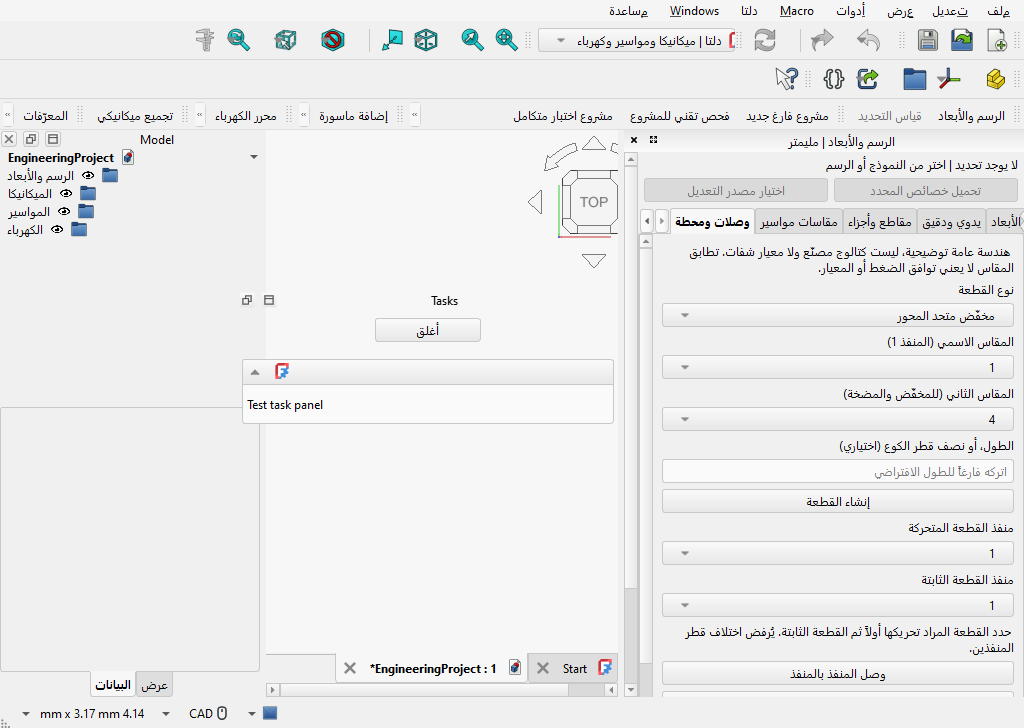 ملف تعديل عرض أدوات Macro دلتا Windows مساعدة
دلتا | ميكانيكا ومواسير وكهرباء
الرسم والأبعاد قياس التحديد مشروع فارغ جديد فحص تقني للمشروع مشروع اختبار متكامل
إضافة ماسورة محرر الكهرباء تجميع ميكانيكي المعرّفات
الرسم والأبعاد | مليمتر
لا يوجد تحديد | اختر من النموذج أو الرسم
تحميل خصائص المحدد
اختيار مصدر التعديل
الأبعاد يدوي ودقيق مقاطع وأجزاء مقاسات مواسير وصلات ومحطة
هندسة عامة توضيحية، ليست كتالوج مصنّع ولا معيار شفات. تطابق
المقاس لا يعني توافق الضغط أو المعيار.
نوع القطعة
مخفّض متحد المحور
المقاس الاسمي (المنفذ 1)
1
المقاس الثاني (للمخفّض والمضخة)
4
الطول، أو نصف قطر الكوع (اختياري)
اتركه فارغاً للطول الافتراضي
إنشاء القطعة
منفذ القطعة المتحركة
1
منفذ القطعة الثابتة
1
حدد القطعة المراد تحريكها أولاً ثم القطعة الثابتة. يُرفض اختلاف قطر
المنفذين.
وصل المنفذ بالمنفذ
TOP
Model
EngineeringProject
الرسم والأبعاد
الميكانيكا
المواسير
الكهرباء
Tasks
أغلق
Test task panel
Start
*EngineeringProject : 1
عرض
البيانات
CAD
mm x 3.17 mm 4.14